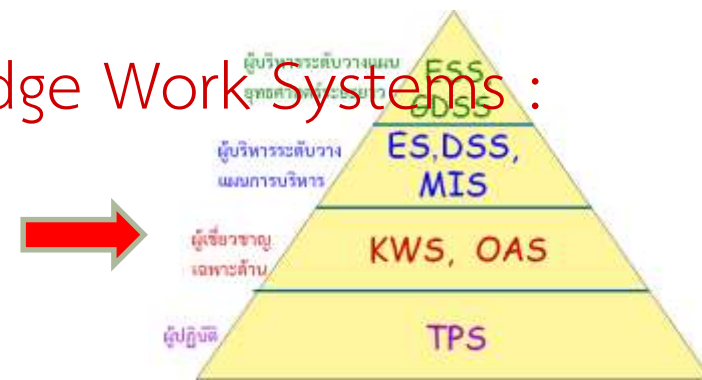 dge Work Systems :
ผู้บริหารระดับวางแผน
ยุทธศาสตร์ระยะยาว
ESS
GDSS
ผู้บริหารระดับวาง
แผนการบริหาร
ES,DSS,
MIS
ผู้เชี่ยวชาญ
เฉพาะด้าน
KWS, OAS
ผู้ปฏิบัติ
TPS